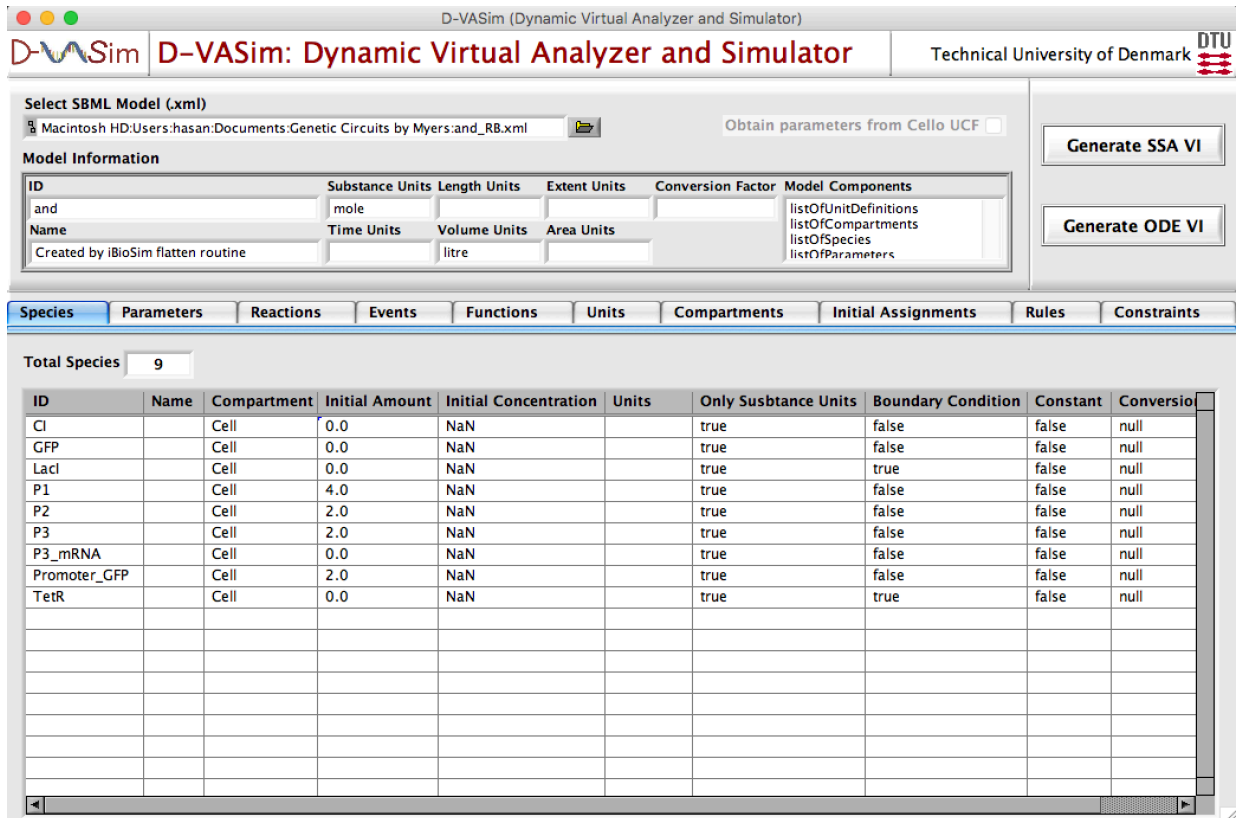 D-VASim (Dynamic Virtual Analyzer and Simulator)
D-VASim D-VASim: Dynamic Virtual Analyzer and Simulator Technical University of Denmark DTU
Select SBML Model (.xml)
Macintosh HD:Users:hasan:Documents:Genetic Circuits by Myers:and_RB.xml Obtain parameters from Cello UCF
Generate SSA VI
Model Information
ID Substance Units Length Units Extent Units Conversion Factor Model Components
and mole listOfUnitDefinitions
listOfCompartments
Name Time Units Volume Units Area Units listOfSpecies
Created by iBioSim flatten routine litre listOfParameters
Generate ODE VI
Species Parameters Reactions Events Functions Units Compartments Initial Assignments Rules Constraints
Total Species 9
ID Name Compartment Initial Amount Initial Concentration Units Only Susbtance Units Boundary Condition Constant Conversion
CI Cell 0.0 NaN true false false null
GFP Cell 0.0 NaN true false false null
LacI Cell 0.0 NaN true true false null
P1 Cell 4.0 NaN true false false null
P2 Cell 2.0 NaN true false false null
P3 Cell 2.0 NaN true false false null
P3_mRNA Cell 0.0 NaN true false false null
Promoter_GFP Cell 2.0 NaN true false false null
TetR Cell 0.0 NaN true true false null